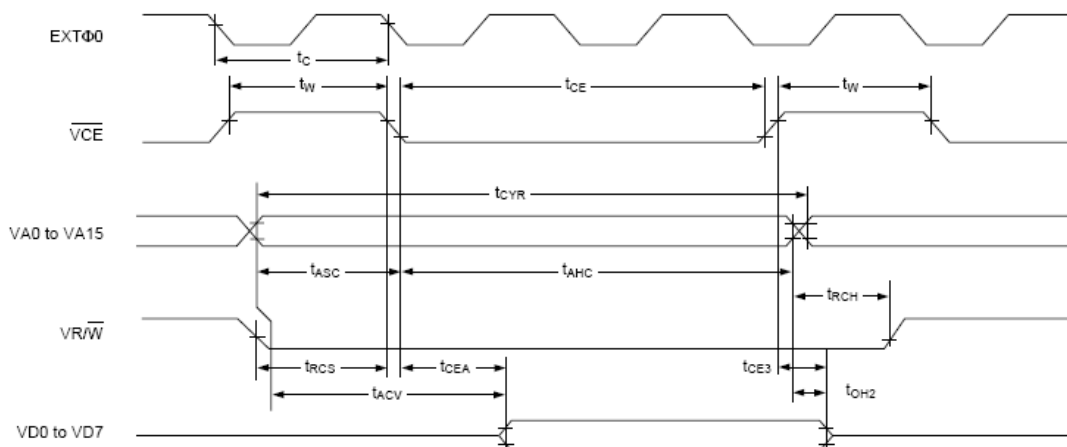 EXTΦ0
tC
tW tCE tW
V̅C̅E̅
tCYR
VA0 to VA15
tASC tAHC
tRCH
VR/W̅
tRCS tCEA tCE3
tACV tOH2
VD0 to VD7